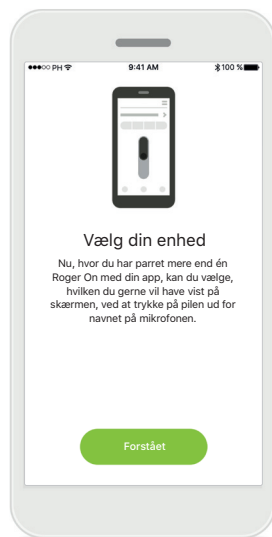 ●●●○○ PH 9:41 AM 100 %
Vælg din enhed
Nu, hvor du har parret mere end én
Roger On med din app, kan du vælge,
hvilken du gerne vil have vist på
skærmen, ved at trykke på pilen ud for
navnet på mikrofonen.
Forstået